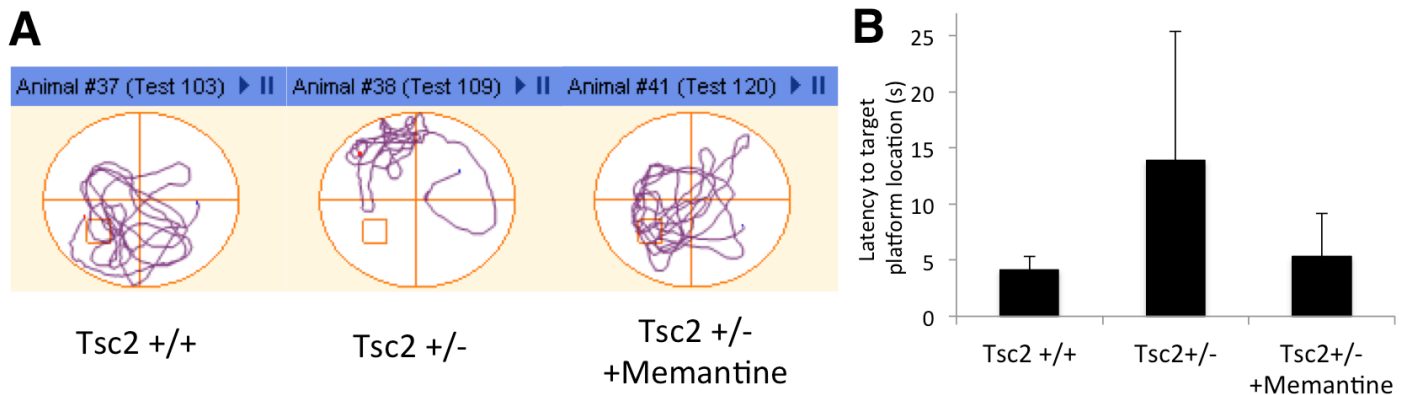 A
Animal #37 (Test 103)
Animal #38 (Test 109)
Animal #41 (Test 120)
Tsc2 +/+
Tsc2 +/-
Tsc2 +/-
+Memantine
B
Latency to target
platform location (s)
25
20
15
10
5
0
Tsc2 +/+
Tsc2+/-
Tsc2+/-
+Memantine